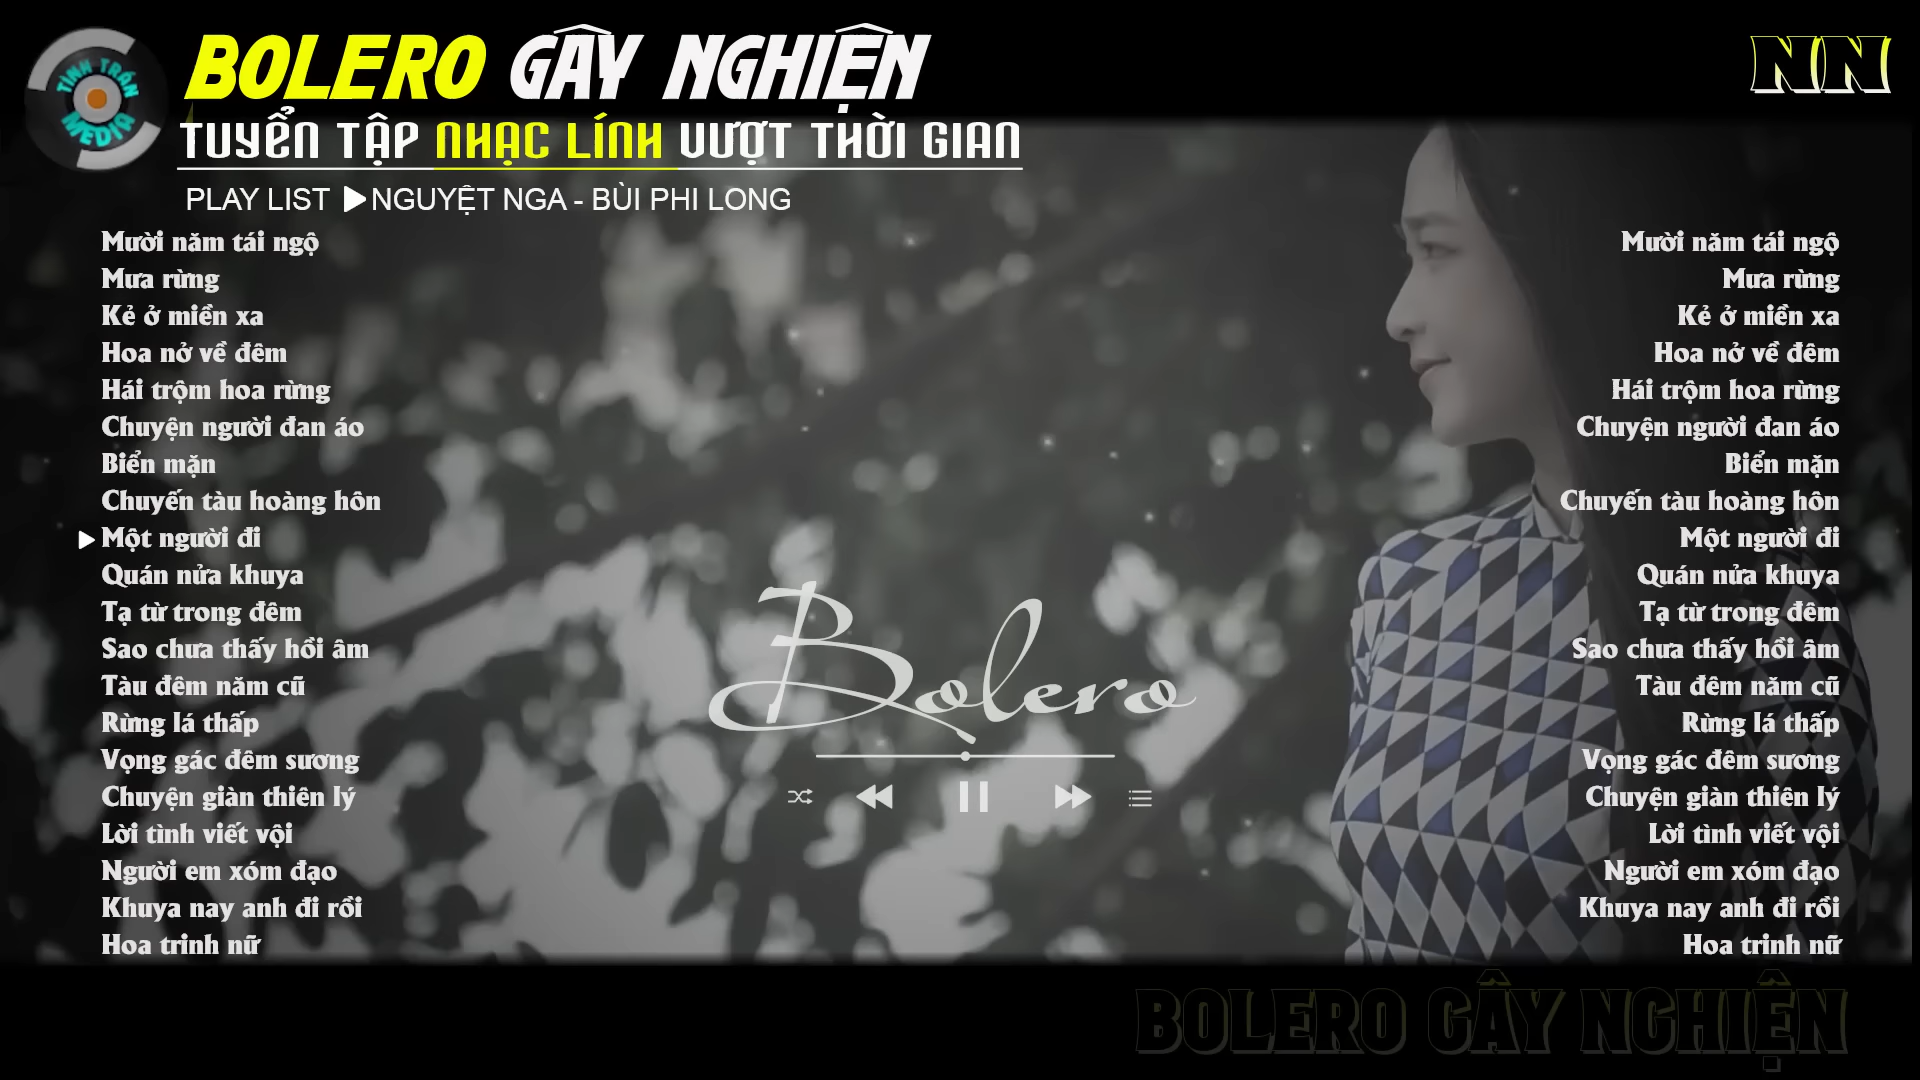 TÌNH TRẦN
MEDIA
BOLERO GÂY NGHIỆN
NN
TUYỂN TẬP NHẠC LÍNH VƯỢT THỜI GIAN
PLAY LIST ▶NGUYỆT NGA - BÙI PHI LONG
Mười năm tái ngộ
Mưa rừng
Kẻ ở miền xa
Hoa nở về đêm
Hái trộm hoa rừng
Chuyện người đan áo
Biển mặn
Chuyến tàu hoàng hôn
Một người đi
Quán nửa khuya
Tạ từ trong đêm
Sao chưa thấy hồi âm
Tàu đêm năm cũ
Rừng lá thấp
Vọng gác đêm sương
Chuyện giàn thiên lý
Lời tình viết vội
Người em xóm đạo
Khuya nay anh đi rồi
Hoa trinh nữ
Bolero
Mười năm tái ngộ
Mưa rừng
Kẻ ở miền xa
Hoa nở về đêm
Hái trộm hoa rừng
Chuyện người đan áo
Biển mặn
Chuyến tàu hoàng hôn
Một người đi
Quán nửa khuya
Tạ từ trong đêm
Sao chưa thấy hồi âm
Tàu đêm năm cũ
Rừng lá thấp
Vọng gác đêm sương
Chuyện giàn thiên lý
Lời tình viết vội
Người em xóm đạo
Khuya nay anh đi rồi
Hoa trinh nữ
BOLERO GÂY NGHIỆN